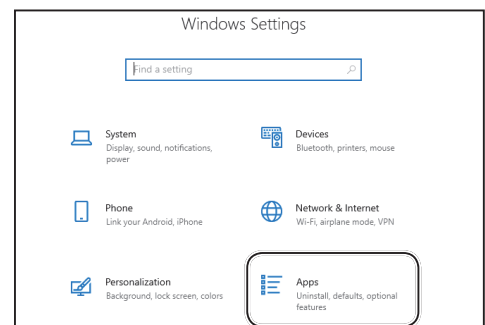 Windows Settings
Find a setting
System
Display, sound, notifications,
power
Devices
Bluetooth, printers, mouse
Phone
Link your Android, iPhone
Network & Internet
Wi-Fi, airplane mode, VPN
Personalization
Background, lock screen, colors
Apps
Uninstall, defaults, optional
features